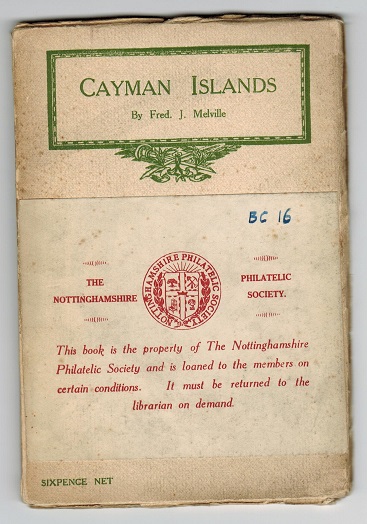 CAYMAN ISLANDS
By Fred. J. Melville
BC 16
THE
NOTTINGHAMSHIRE
NOTTINGHAMSHIRE PHILATELIC SOCIETY
PHILATELIC
SOCIETY.
This book is the property of The Nottinghamshire
Philatelic Society and is loaned to the members on
certain conditions. It must be returned to the
librarian on demand.
SIXPENCE NET